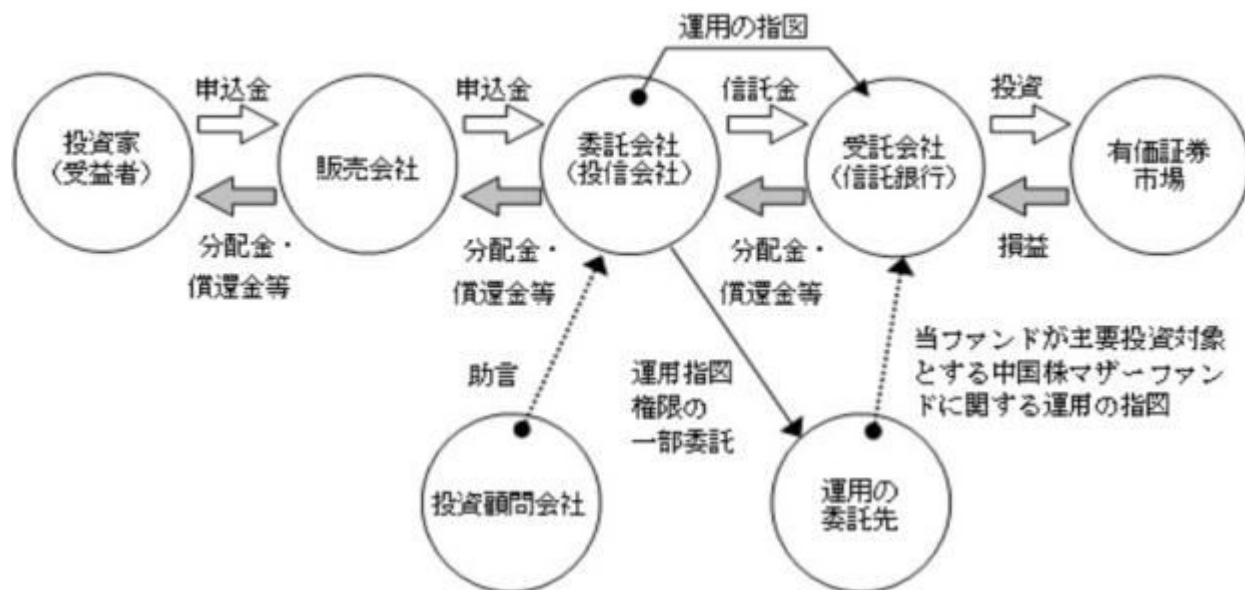 運用の指図
申込金
申込金
信託金
投資
投資家
（受益者）
販売会社
委託会社
（投信会社）
受託会社
（信託銀行）
有価証券
市場
分配金・
償還金等
分配金・
償還金等
分配金・
償還金等
損益
助言
運用指図
権限の
一部委託
当ファンドが主要投資対象
とする中国株マザーファン
ドに関する運用の指図
投資顧問会社
運用の
委託先